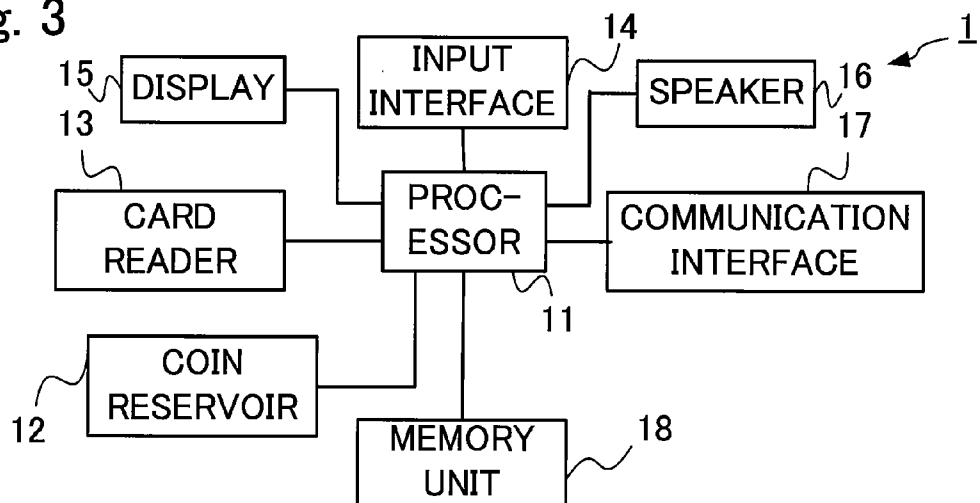 g. 3
1
14
INPUT
INTERFACE
15
DISPLAY
SPEAKER
16
13
17
CARD
READER
PROC-
ESSOR
COMMUNICATION
INTERFACE
11
COIN
RESERVOIR
12
MEMORY
UNIT
18